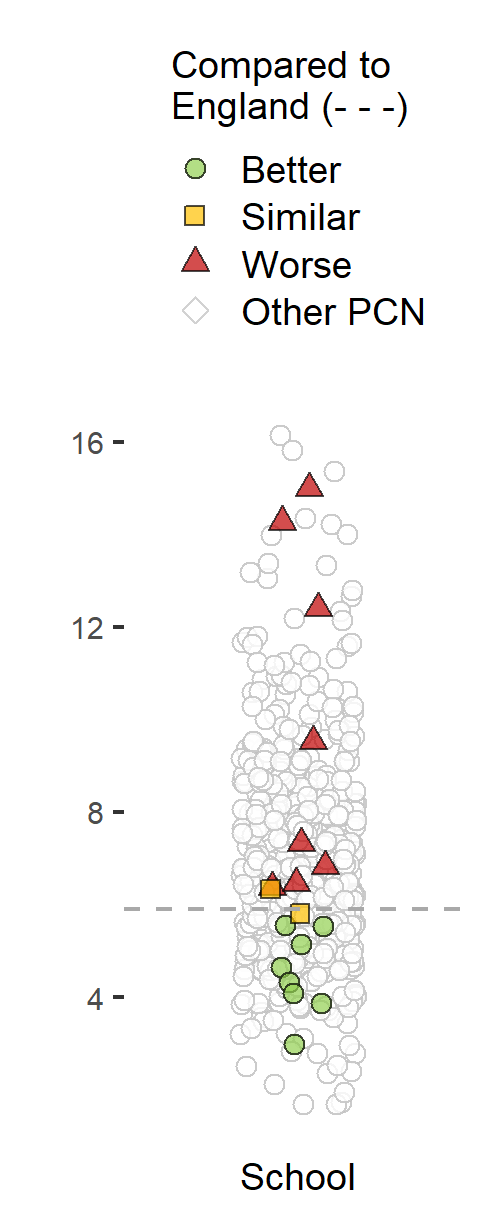 Compared to
England (- - -)
Better
Similar
Worse
Other PCN
16
12
8
4
School